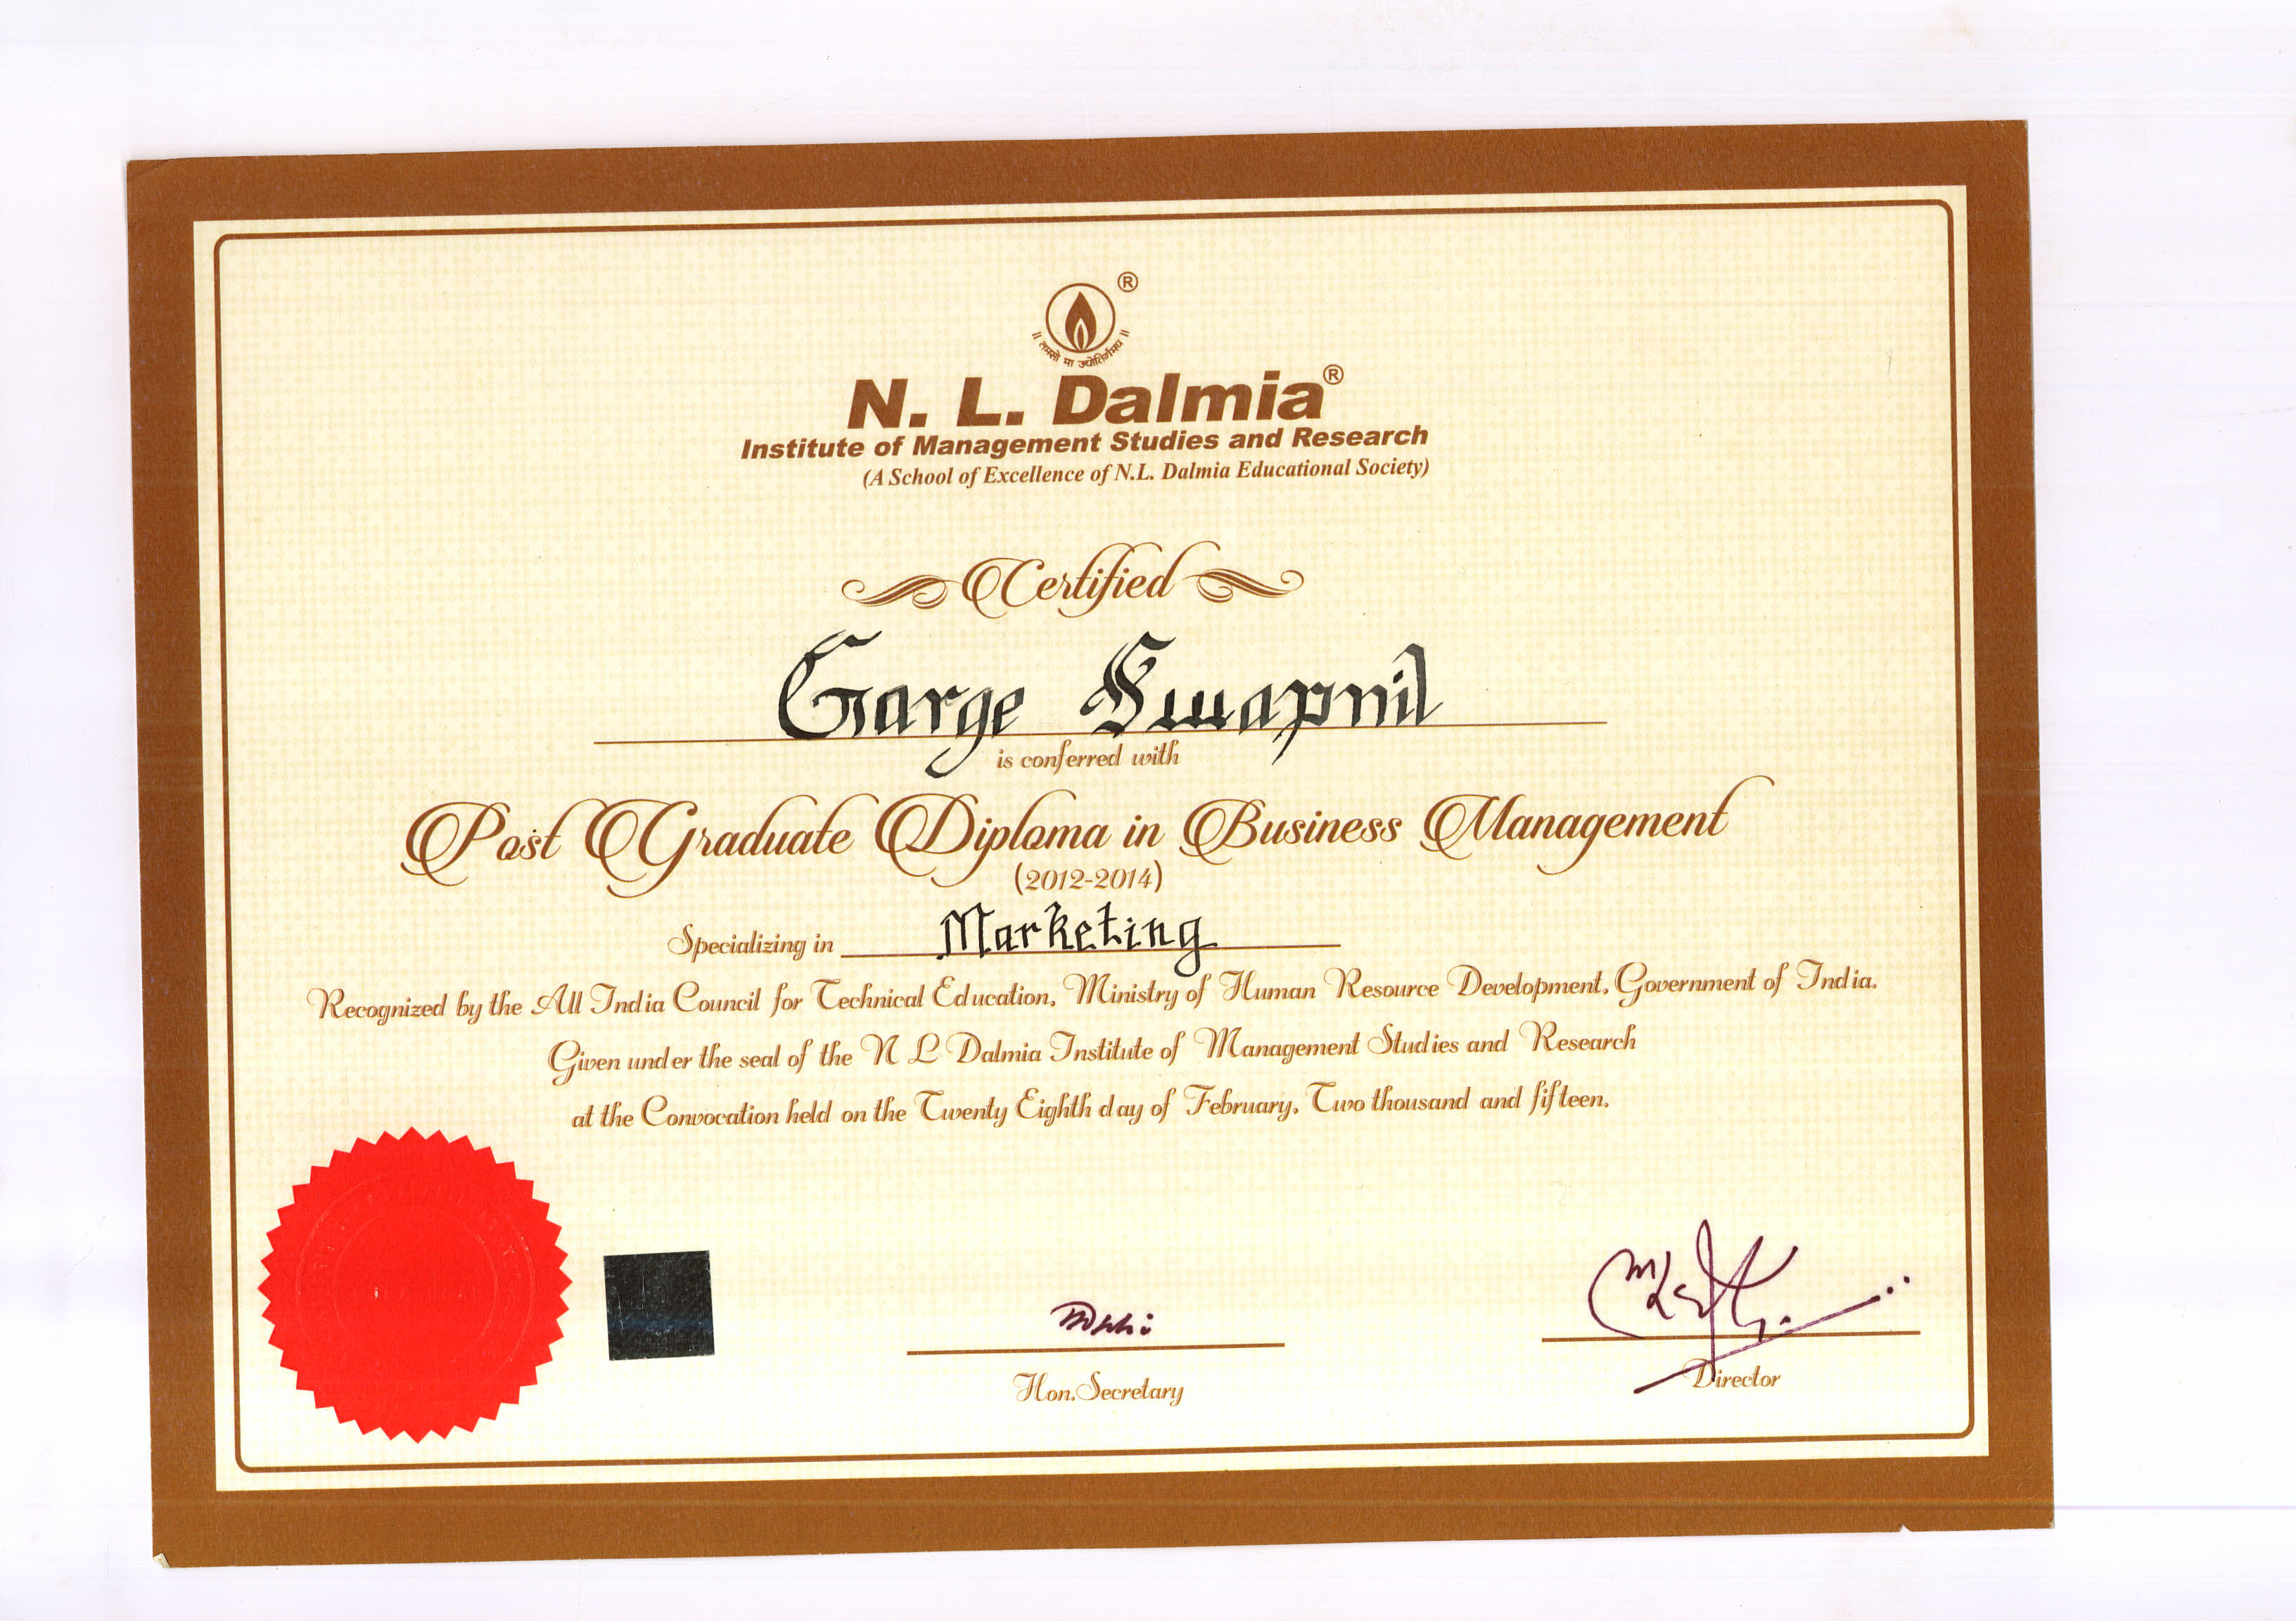 ®
॥ तमसो मा ज्योतिर्गमय ॥
N. L. Dalmia®
Institute of Management Studies and Research
(A School of Excellence of N.L. Dalmia Educational Society)
Certified
Garge Swapnil
is conferred with
Post Graduate Diploma in Business Management
(2012-2014)
Specializing in Marketing
Recognized by the All India Council for Technical Education, Ministry of Human Resource Development, Government of India.
Given under the seal of the N L Dalmia Institute of Management Studies and Research
at the Convocation held on the Twenty Eighth day of February, Two thousand and fifteen.
Hon. Secretary
Director